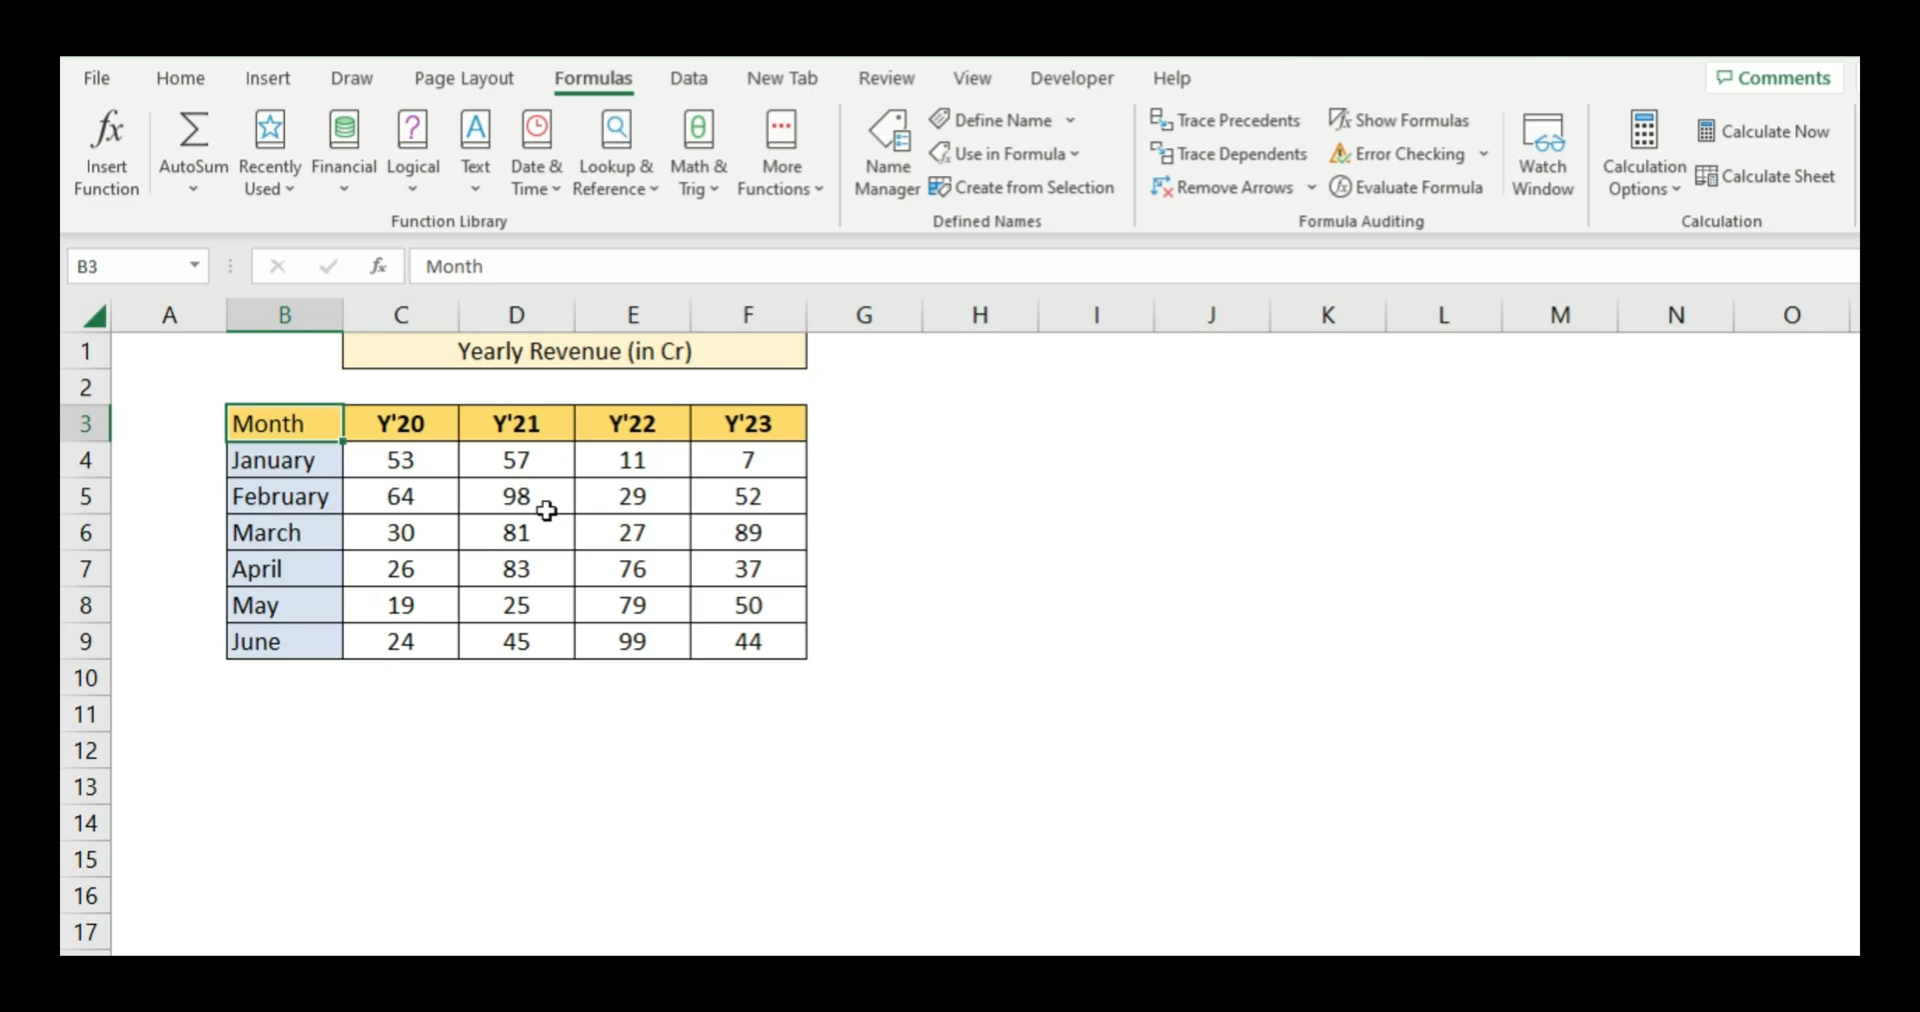 File Home Insert Draw Page Layout Formulas Data New Tab Review View Developer Help Comments
fx Insert Function
AutoSum
Recently Used
Financial
Logical
Text
Date & Time
Lookup & Reference
Math & Trig
More Functions
Function Library
Name Manager
Define Name
Use in Formula
Create from Selection
Defined Names
Trace Precedents
Trace Dependents
Remove Arrows
Show Formulas
Error Checking
Evaluate Formula
Formula Auditing
Watch Window
Calculation Options
Calculate Now
Calculate Sheet
Calculation
B3 fx Month
A B C D E F G H I J K L M N O
1 Yearly Revenue (in Cr)
2
3 Month Y'20 Y'21 Y'22 Y'23
4 January 53 57 11 7
5 February 64 98 29 52
6 March 30 81 27 89
7 April 26 83 76 37
8 May 19 25 79 50
9 June 24 45 99 44
10
11
12
13
14
15
16
17